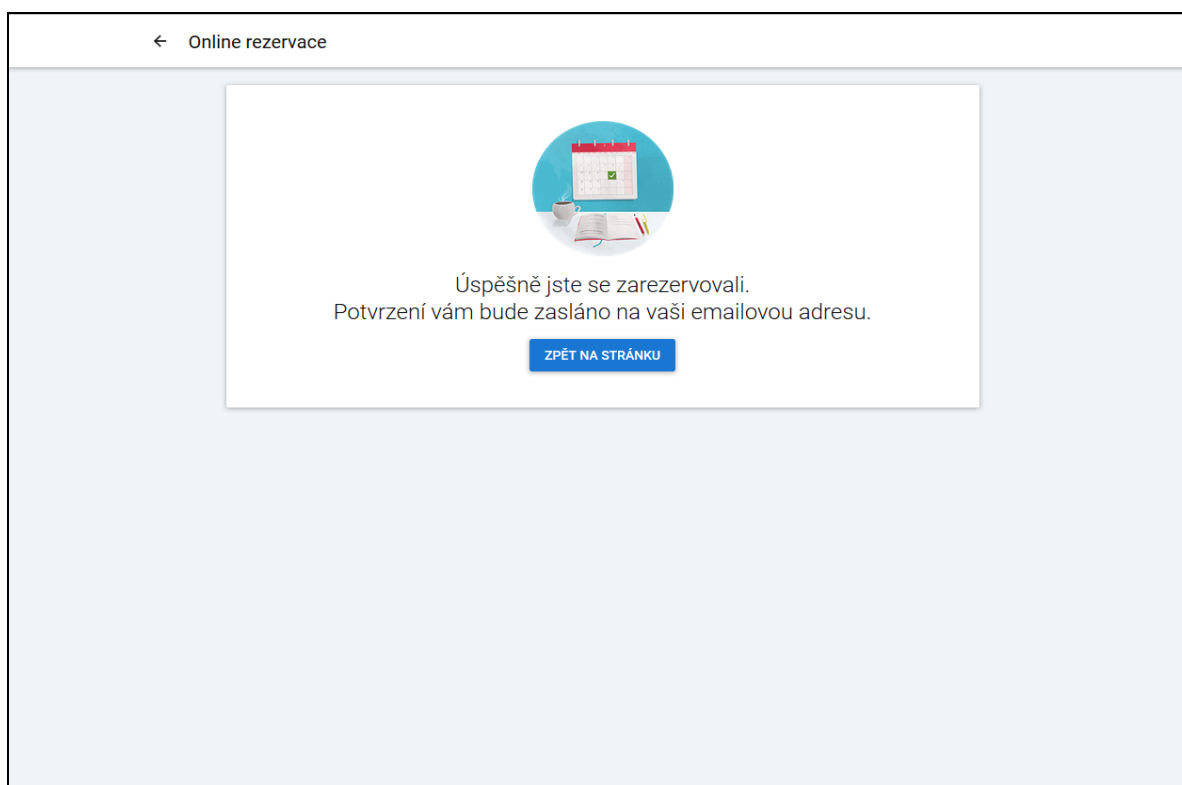 Online rezervace
Úspěšně jste se zarezervovali.
Potvrzení vám bude zasláno na vaši emailovou adresu.
ZPĚT NA STRÁNKU